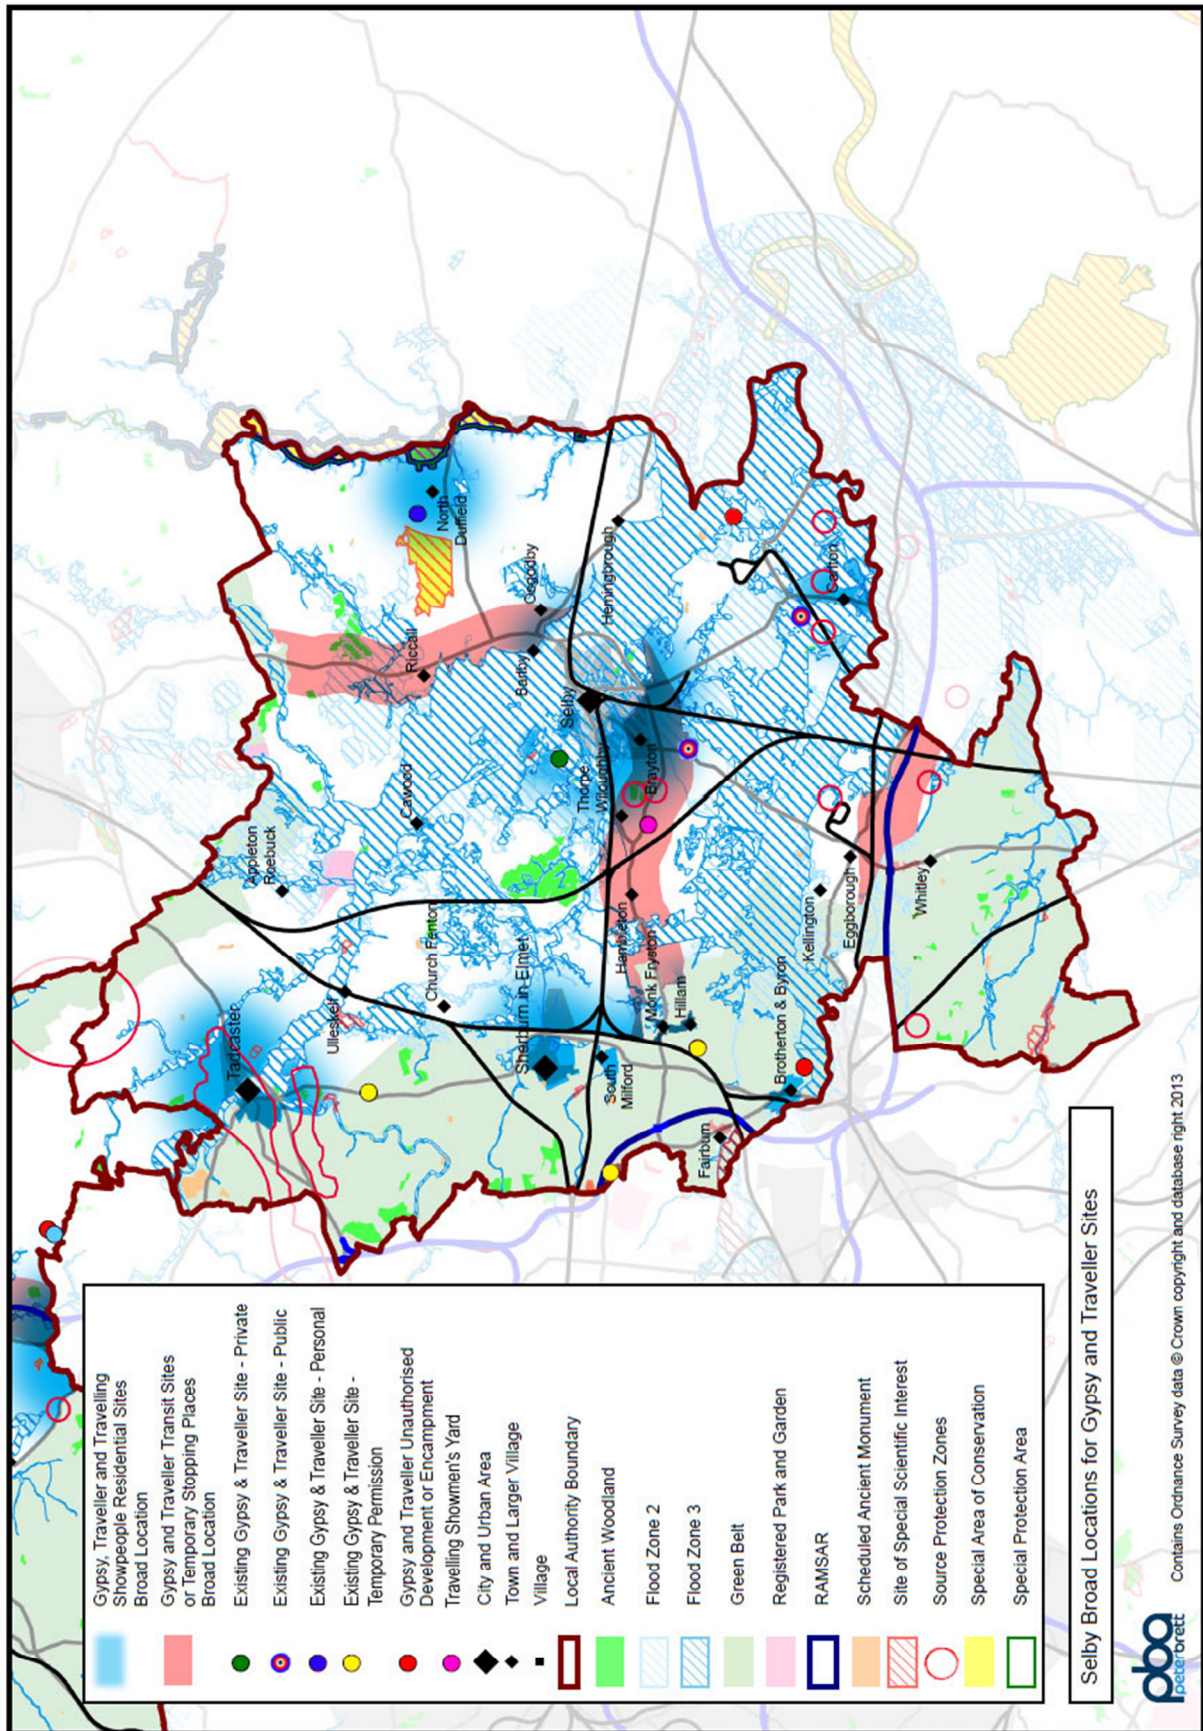 Gypsy, Traveller and Travelling
Showpeople Residential Sites
Broad Location
Gypsy and Traveller Transit Sites
or Temporary Stopping Places
Broad Location
Existing Gypsy & Traveller Site - Private
Existing Gypsy & Traveller Site - Public
Existing Gypsy & Traveller Site - Personal
Existing Gypsy & Traveller Site -
Temporary Permission
Gypsy and Traveller Unauthorised
Development or Encampment
Travelling Showmen's Yard
City and Urban Area
Town and Larger Village
Village
Local Authority Boundary
Ancient Woodland
Flood Zone 2
Flood Zone 3
Green Belt
Registered Park and Garden
RAMSAR
Scheduled Ancient Monument
Site of Special Scientific Interest
Source Protection Zones
Special Area of Conservation
Special Protection Area
Tadcaster
Appleton
Roebuck
Ulleskelf
Church Fenton
Cawood
Riccall
North
Duffield
Sherburn in Elmet
South
Milford
Hambleton
Monk Fryston
Hillam
Thorpe
Willoughby
Brayton
Selby
Barlby
Osgodby
Hemingbrough
Fairburn
Brotherton & Byron
Kellington
Eggborough
Whitley
Carlton
Selby Broad Locations for Gypsy and Traveller Sites
pba
peterbrett
Contains Ordnance Survey data © Crown copyright and database right 2013